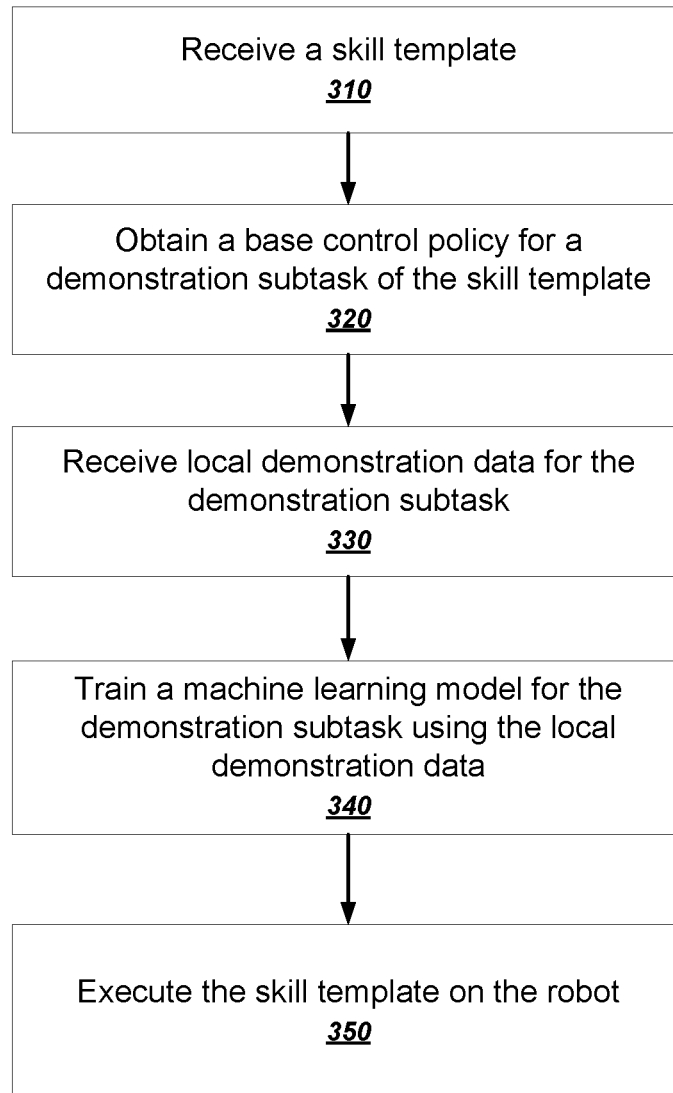 Receive a skill template
310
Obtain a base control policy for a
demonstration subtask of the skill template
320
Receive local demonstration data for the
demonstration subtask
330
Train a machine learning model for the
demonstration subtask using the local
demonstration data
340
Execute the skill template on the robot
350